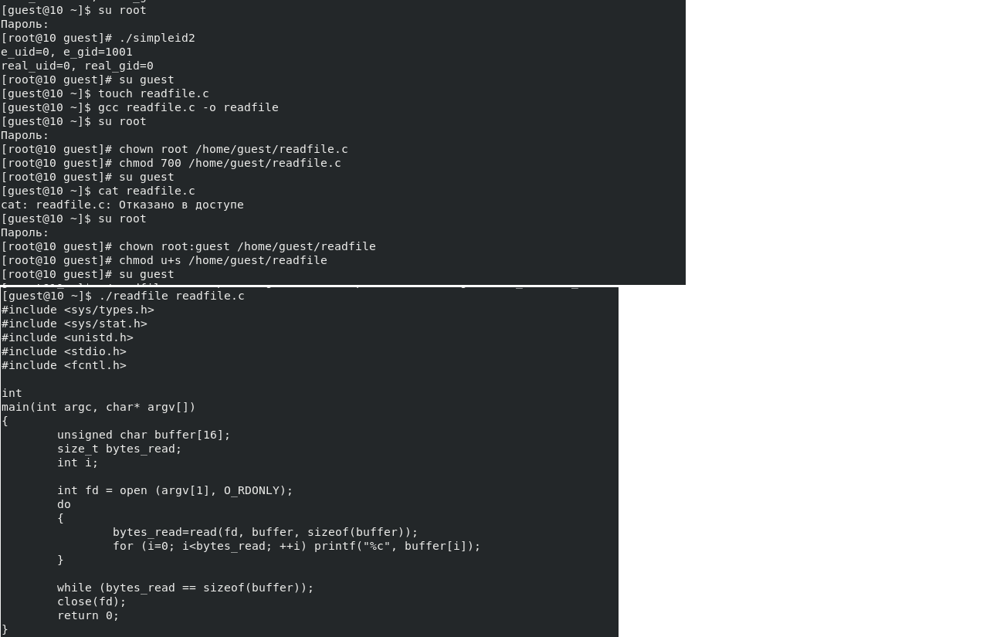 [guest@10 ~]$ su root
Пароль:
[root@10 guest]# ./simpleid2
e_uid=0, e_gid=1001
real_uid=0, real_gid=0
[root@10 guest]# su guest
[guest@10 ~]$ touch readfile.c
[guest@10 ~]$ gcc readfile.c -o readfile
[guest@10 ~]$ su root
Пароль:
[root@10 guest]# chown root /home/guest/readfile.c
[root@10 guest]# chmod 700 /home/guest/readfile.c
[root@10 guest]# su guest
[guest@10 ~]$ cat readfile.c
cat: readfile.c: Отказано в доступе
[guest@10 ~]$ su root
Пароль:
[root@10 guest]# chown root:guest /home/guest/readfile
[root@10 guest]# chmod u+s /home/guest/readfile
[root@10 guest]# su guest
[guest@10 ~]$ ./readfile readfile.c
#include <sys/types.h>
#include <sys/stat.h>
#include <unistd.h>
#include <stdio.h>
#include <fcntl.h>
int
main(int argc, char* argv[])
{
        unsigned char buffer[16];
        size_t bytes_read;
        int i;
        int fd = open (argv[1], O_RDONLY);
        do
        {
                bytes_read=read(fd, buffer, sizeof(buffer));
                for (i=0; i<bytes_read; ++i) printf("%c", buffer[i]);
        }
        while (bytes_read == sizeof(buffer));
        close(fd);
        return 0;
}